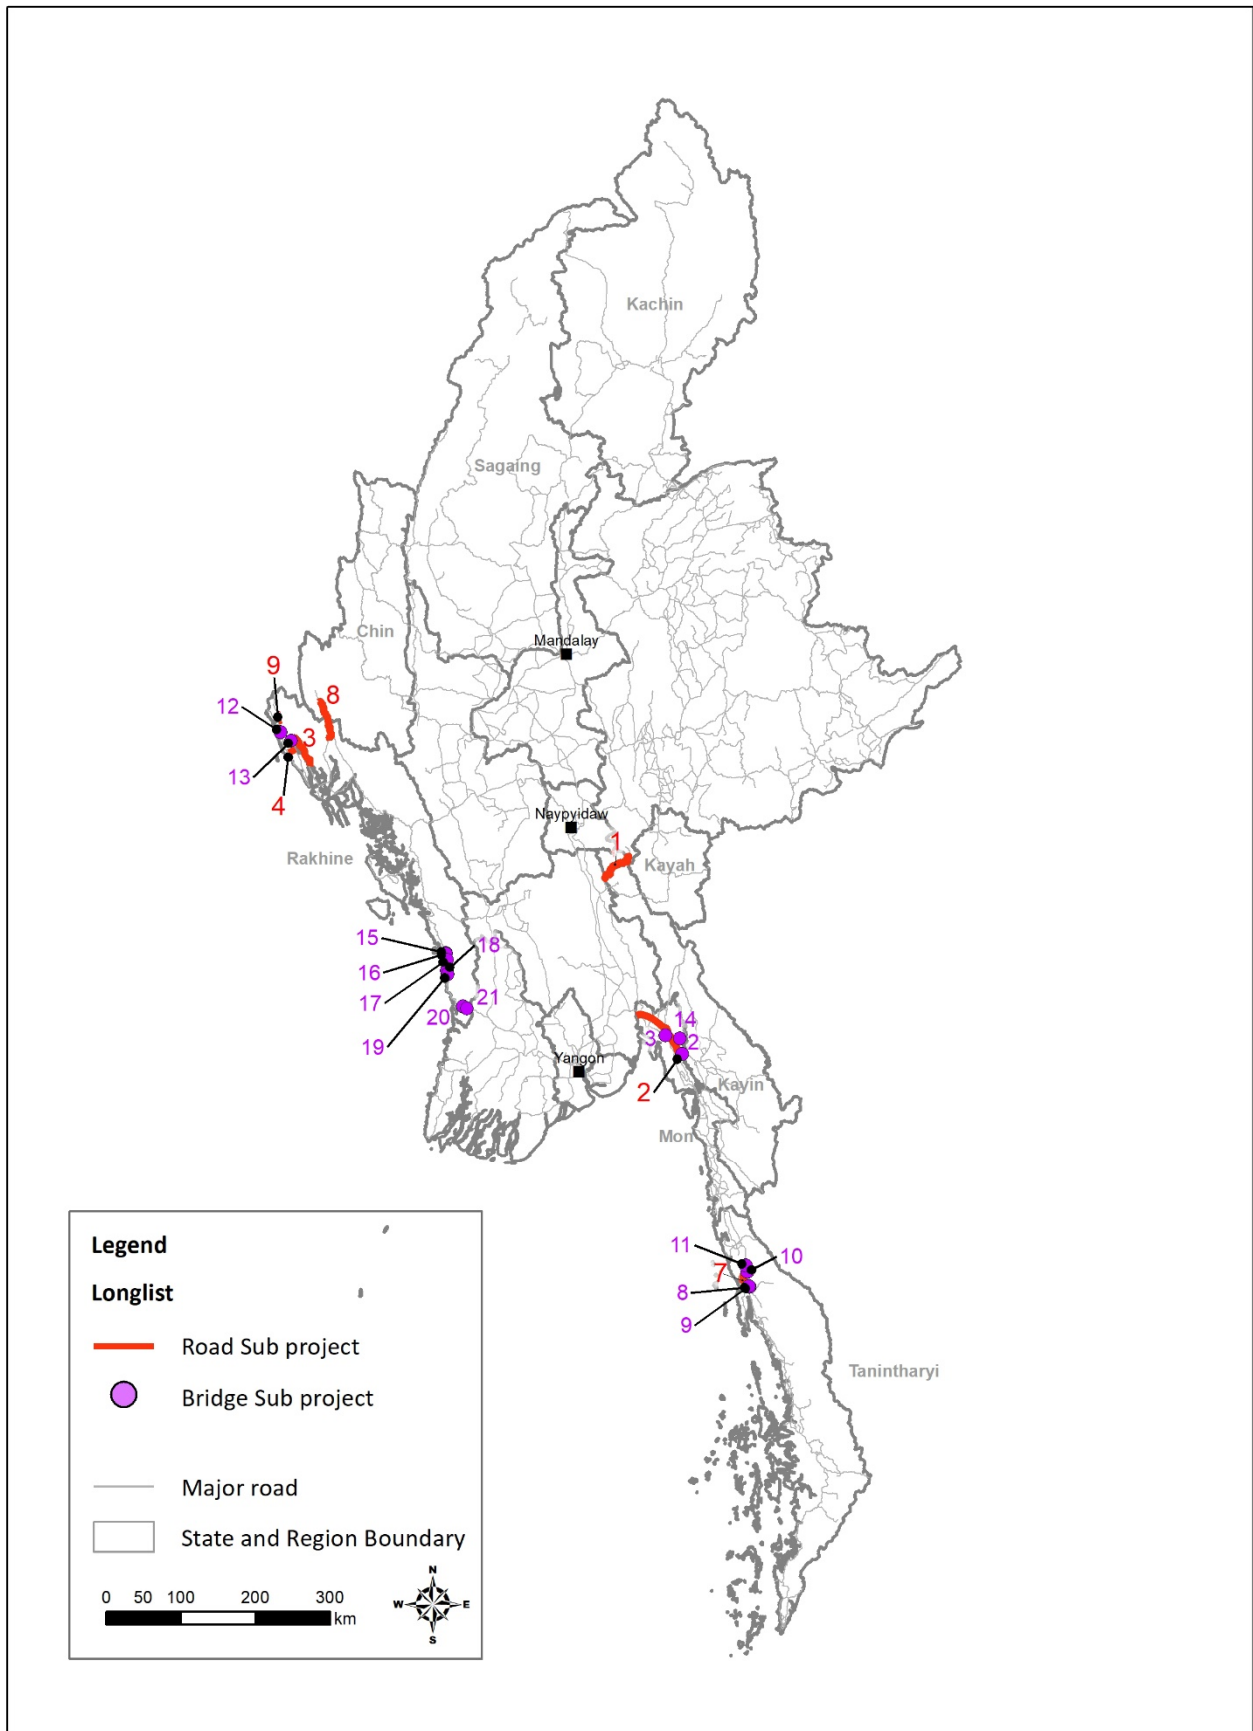 Kachin
Sagaing
Chin
Mandalay
9
8
12
3
13
4
Naypyidaw
1
Rakhine
Kayah
15
18
16
17
21
20
14
3
2
19
Yangon
2
Kayin
Mon
11
10
7
8
9
Tanintharyi
Legend
Longlist
Road Sub project
Bridge Sub project
Major road
State and Region Boundary
0 50 100 200 300
km
N
W E
S